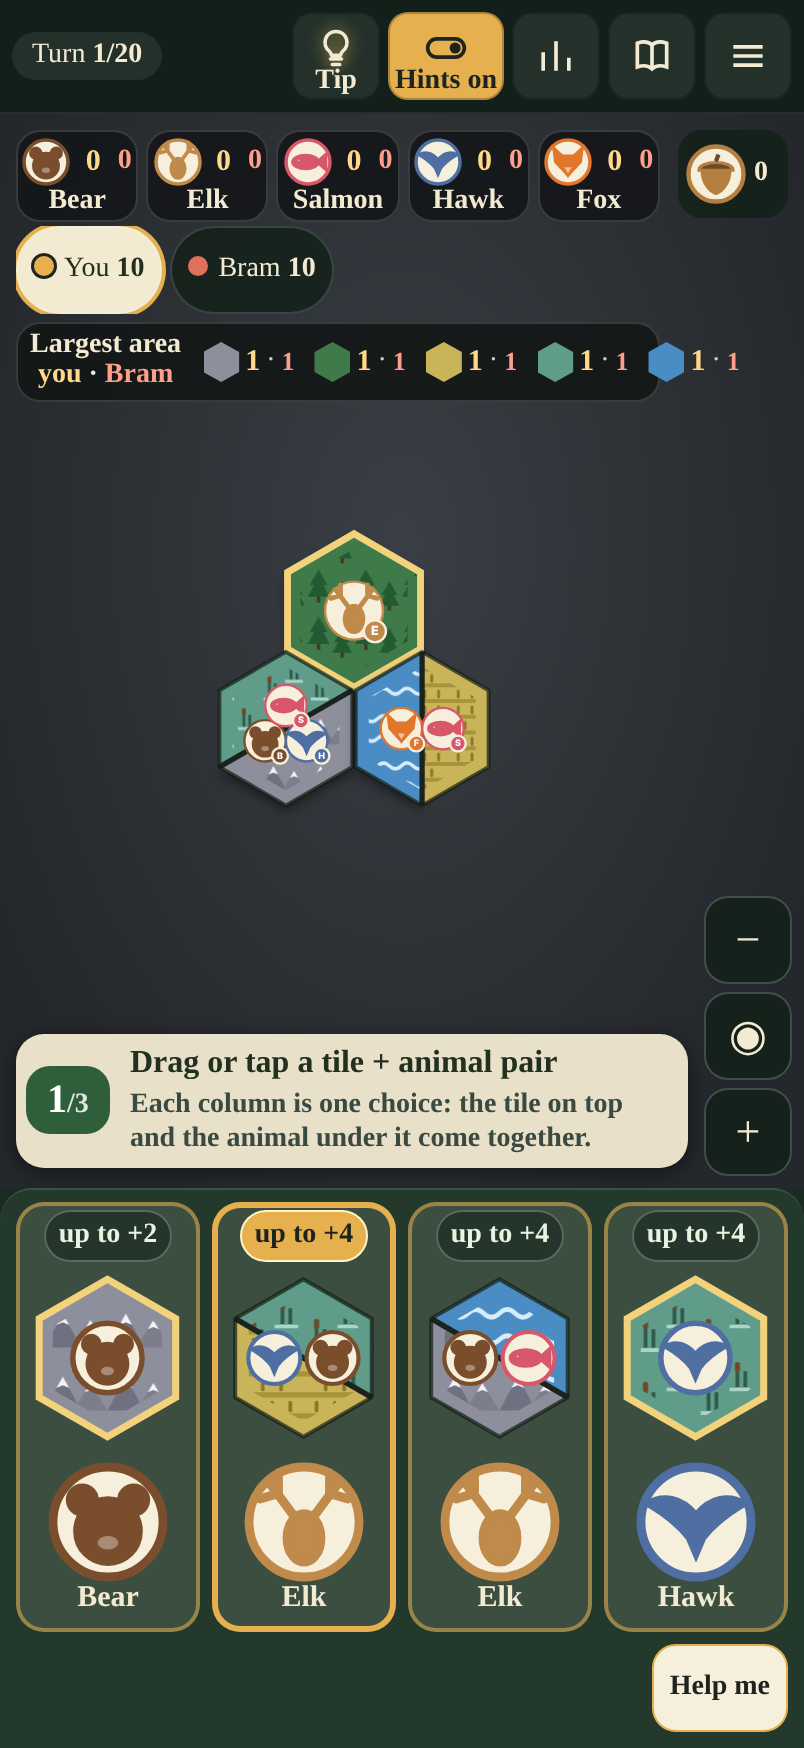 Turn 1/20
Tip
Hints on
0 0
Bear
0 0
Elk
0 0
Salmon
0 0
Hawk
0 0
Fox
0
You 10
Bram 10
Largest area
you · Bram
1 · 1
1 · 1
1 · 1
1 · 1
1 · 1
E
S
B
H
F
S
−
+
1/3
Drag or tap a tile + animal pair
Each column is one choice: the tile on top
and the animal under it come together.
up to +2
up to +4
up to +4
up to +4
Bear
Elk
Elk
Hawk
Help me